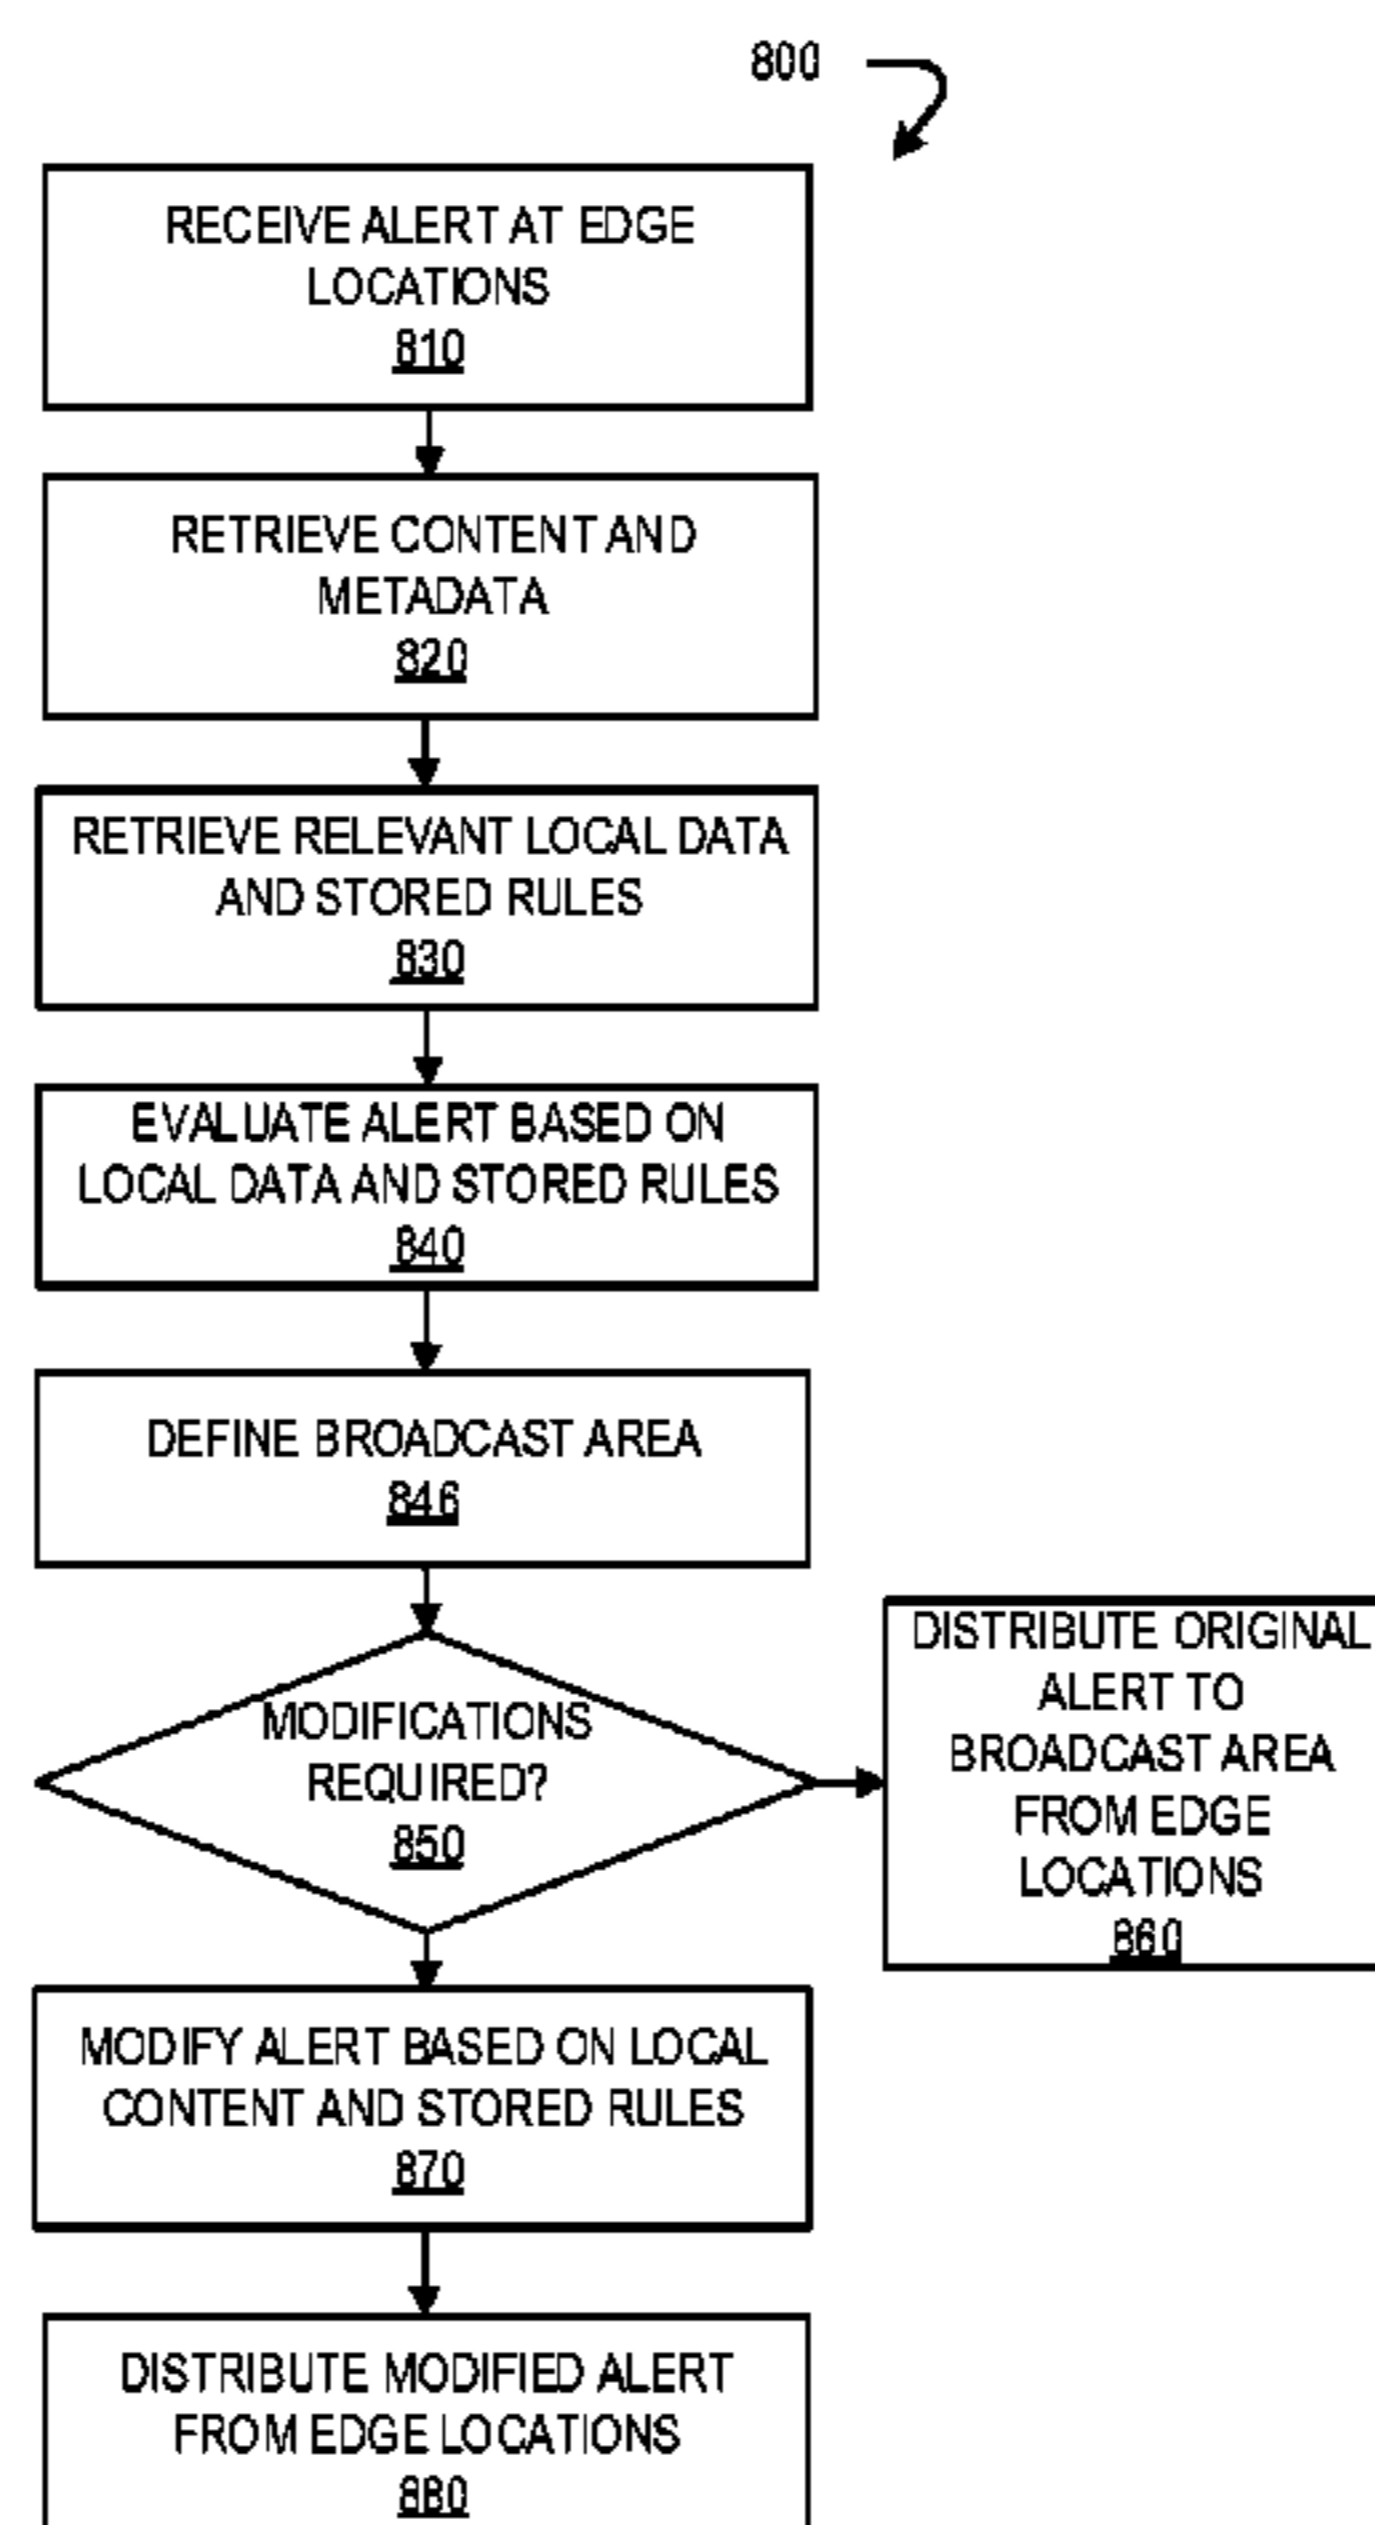 800
RECEIVE ALERT AT EDGE
LOCATIONS
810
RETRIEVE CONTENT AND
METADATA
820
RETRIEVE RELEVANT LOCAL DATA
AND STORED RULES
830
EVALUATE ALERT BASED ON
LOCAL DATA AND STORED RULES
840
DEFINE BROADCAST AREA
846
MODIFICATIONS
REQUIRED?
850
DISTRIBUTE ORIGINAL
ALERT TO
BROADCAST AREA
FROM EDGE
LOCATIONS
860
MODIFY ALERT BASED ON LOCAL
CONTENT AND STORED RULES
870
DISTRIBUTE MODIFIED ALERT
FROM EDGE LOCATIONS
880